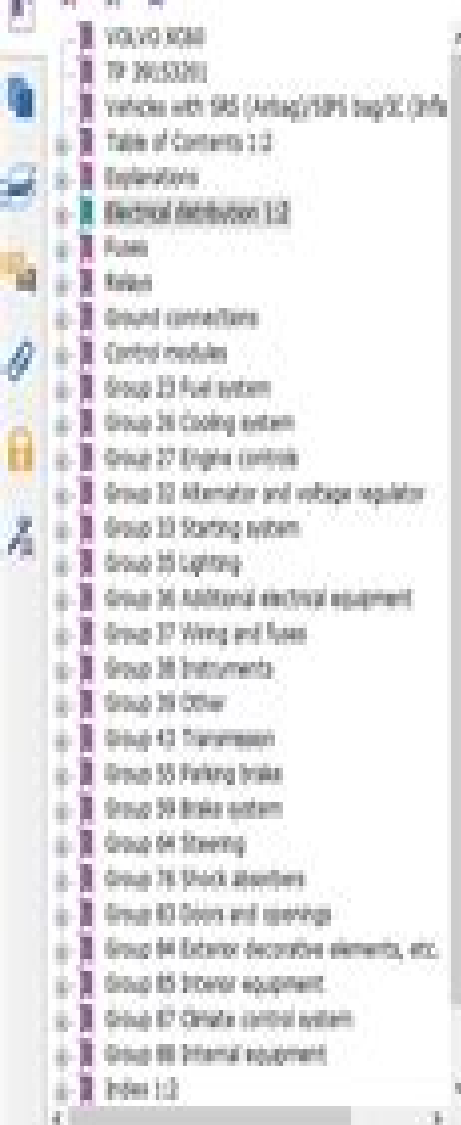 VOLVO XC60
TP 39153201
Vehicles with SRS (Airbag)/SIPS bag/IC (Infla
Table of Contents 1:2
Explanations
Electrical distribution 1:2
Fuses
Relays
Ground connections
Control modules
Group 23 Fuel system
Group 26 Cooling system
Group 27 Engine controls
Group 32 Alternator and voltage regulator
Group 33 Starting system
Group 35 Lighting
Group 36 Additional electrical equipment
Group 37 Wiring and fuses
Group 38 Instruments
Group 39 Other
Group 43 Transmission
Group 55 Parking brake
Group 59 Brake system
Group 64 Steering
Group 76 Shock absorbers
Group 83 Doors and openings
Group 84 Exterior decorative elements, etc.
Group 85 Interior equipment
Group 87 Climate control system
Group 88 Internal equipment
Index 1:2